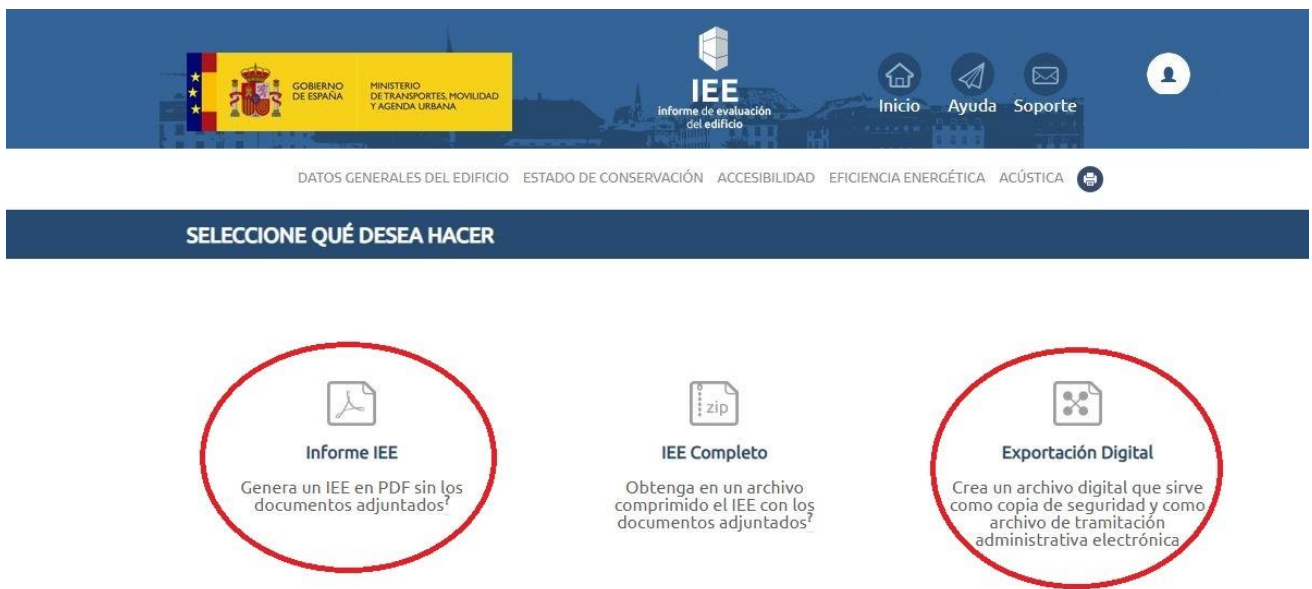 GOBIERNO
DE ESPAÑA
MINISTERIO
DE TRANSPORTES, MOVILIDAD
Y AGENDA URBANA
IEE
informe de evaluación
del edificio
Inicio
Ayuda
Soporte
DATOS GENERALES DEL EDIFICIO
ESTADO DE CONSERVACIÓN
ACCESIBILIDAD
EFICIENCIA ENERGÉTICA
ACÚSTICA
SELECCIONE QUÉ DESEA HACER
Informe IEE
Genera un IEE en PDF sin los
documentos adjuntados?
zip
IEE Completo
Obtenga en un archivo
comprimido el IEE con los
documentos adjuntados?
Exportación Digital
Crea un archivo digital que sirve
como copia de seguridad y como
archivo de tramitación
administrativa electrónica